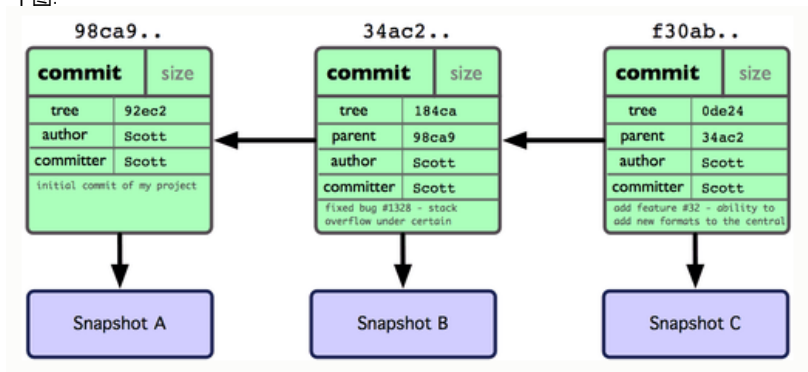 下图:
98ca9..
34ac2..
f30ab..
commit size
tree 92ec2
author Scott
committer Scott
initial commit of my project
commit size
tree 184ca
parent 98ca9
author Scott
committer Scott
fixed bug #1328 - stack
overflow under certain
commit size
tree 0de24
parent 34ac2
author Scott
committer Scott
add feature #32 - ability to
add new formats to the central
Snapshot A
Snapshot B
Snapshot C